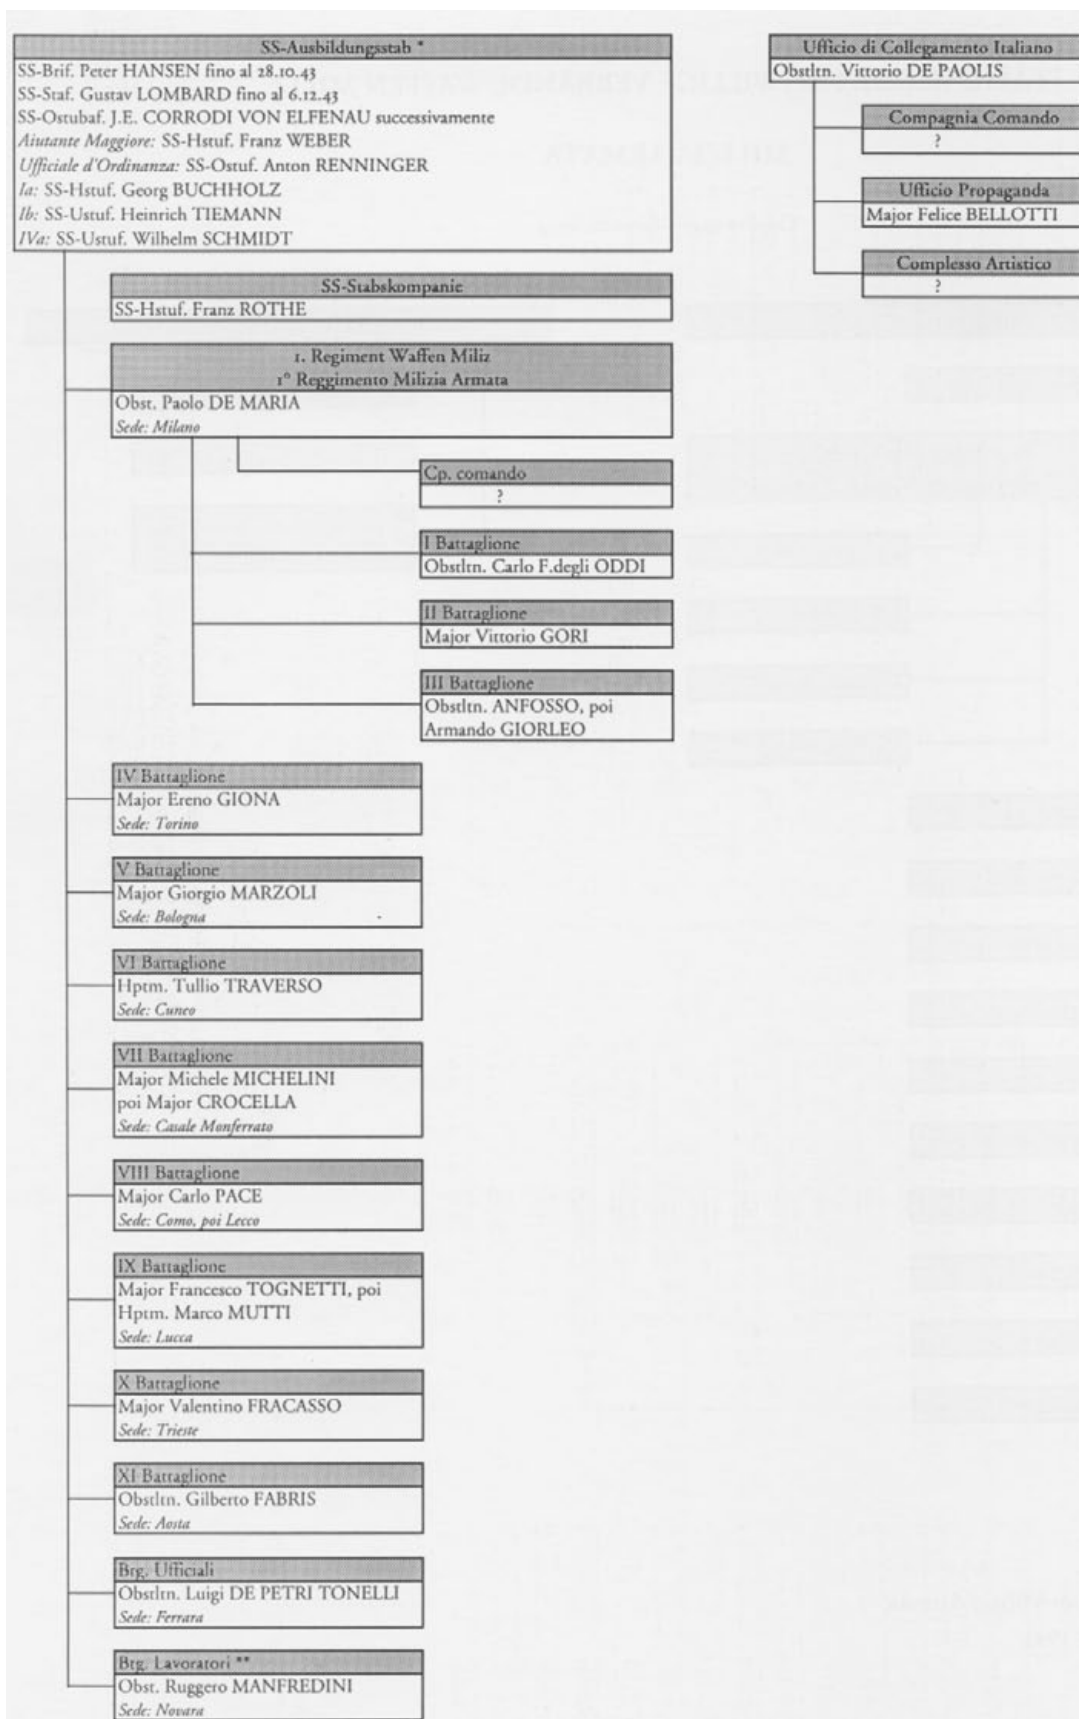 SS-Ausbildungsstab *
SS-Brif. Peter HANSEN fino al 28.10.43
SS-Staf. Gustav LOMBARD fino al 6.12.43
SS-Ostubaf. J.E. CORRODI VON ELFENAU successivamente
Aiutante Maggiore: SS-Hstuf. Franz WEBER
Ufficiale d'Ordinanza: SS-Ostuf. Anton RENNINGER
Ia: SS-Hstuf. Georg BUCHHOLZ
Ib: SS-Ustuf. Heinrich TIEMANN
IVa: SS-Ustuf. Wilhelm SCHMIDT
Ufficio di Collegamento Italiano
Obstltn. Vittorio DE PAOLIS
Compagnia Comando
?
Ufficio Propaganda
Major Felice BELLOTTI
Complesso Artistico
?
SS-Stabskompanie
SS-Hstuf. Franz ROTHE
1. Regiment Waffen Miliz
1° Reggimento Milizia Armata
Obst. Paolo DE MARIA
Sede: Milano
Cp. comando
?
I Battaglione
Obstltn. Carlo F.degli ODDI
II Battaglione
Major Vittorio GORI
III Battaglione
Obstltn. ANFOSSO, poi
Armando GIORLEO
IV Battaglione
Major Ereno GIONA
Sede: Torino
V Battaglione
Major Giorgio MARZOLI
Sede: Bologna
VI Battaglione
Hptm. Tullio TRAVERSO
Sede: Cuneo
VII Battaglione
Major Michele MICHELINI
poi Major CROCELLA
Sede: Casale Monferrato
VIII Battaglione
Major Carlo PACE
Sede: Como, poi Lecco
IX Battaglione
Major Francesco TOGNETTI, poi
Hptm. Marco MUTTI
Sede: Lucca
X Battaglione
Major Valentino FRACASSO
Sede: Trieste
XI Battaglione
Obstltn. Gilberto FABRIS
Sede: Aosta
Btg. Ufficiali
Obstltn. Luigi DE PETRI TONELLI
Sede: Ferrara
Btg. Lavoratori **
Obst. Ruggero MANFREDINI
Sede: Novara